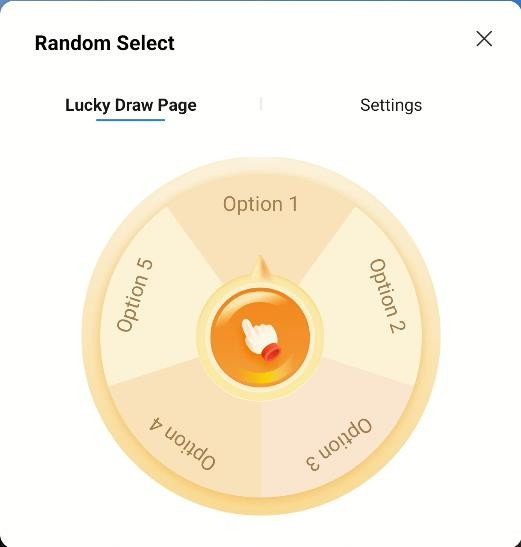 Random Select
Lucky Draw Page
Settings
Option 1
Option 2
Option 3
Option 4
Option 5